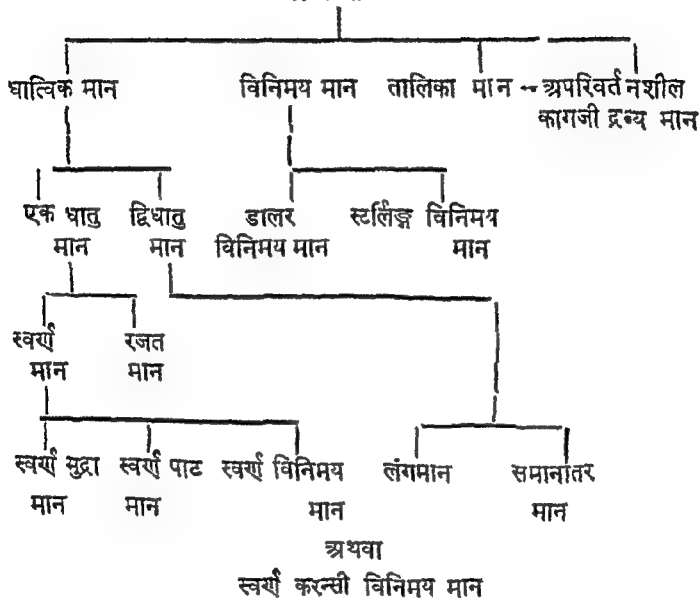 धात्विक मान विनिमय मान तालिका मान -- अपरिवर्तनशील
कागजी द्रव्य मान
एक धातु द्विधातु डालर स्टर्लिङ्ग विनिमय
मान मान विनिमय मान मान
स्वर्ण रजत
मान मान
स्वर्ण मुद्रा स्वर्ण पाट स्वर्ण विनिमय लंगमान समानांतर
मान मान मान मान
अथवा
स्वर्ण करन्सी विनिमय मान